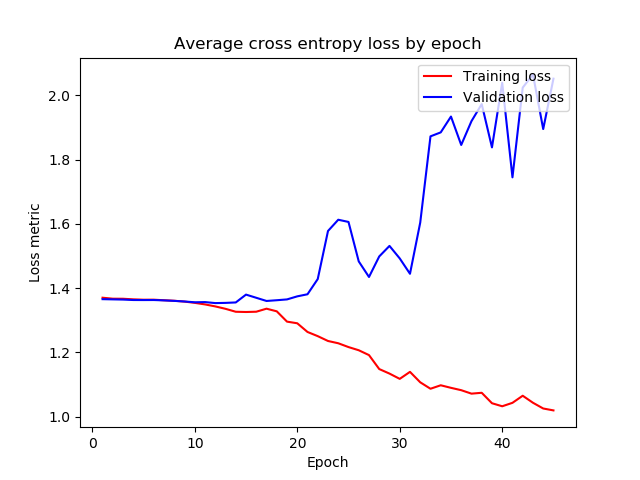 Average cross entropy loss by epoch
Training loss
Validation loss
Loss metric
2.0
1.8
1.6
1.4
1.2
1.0
0
10
20
30
40
Epoch